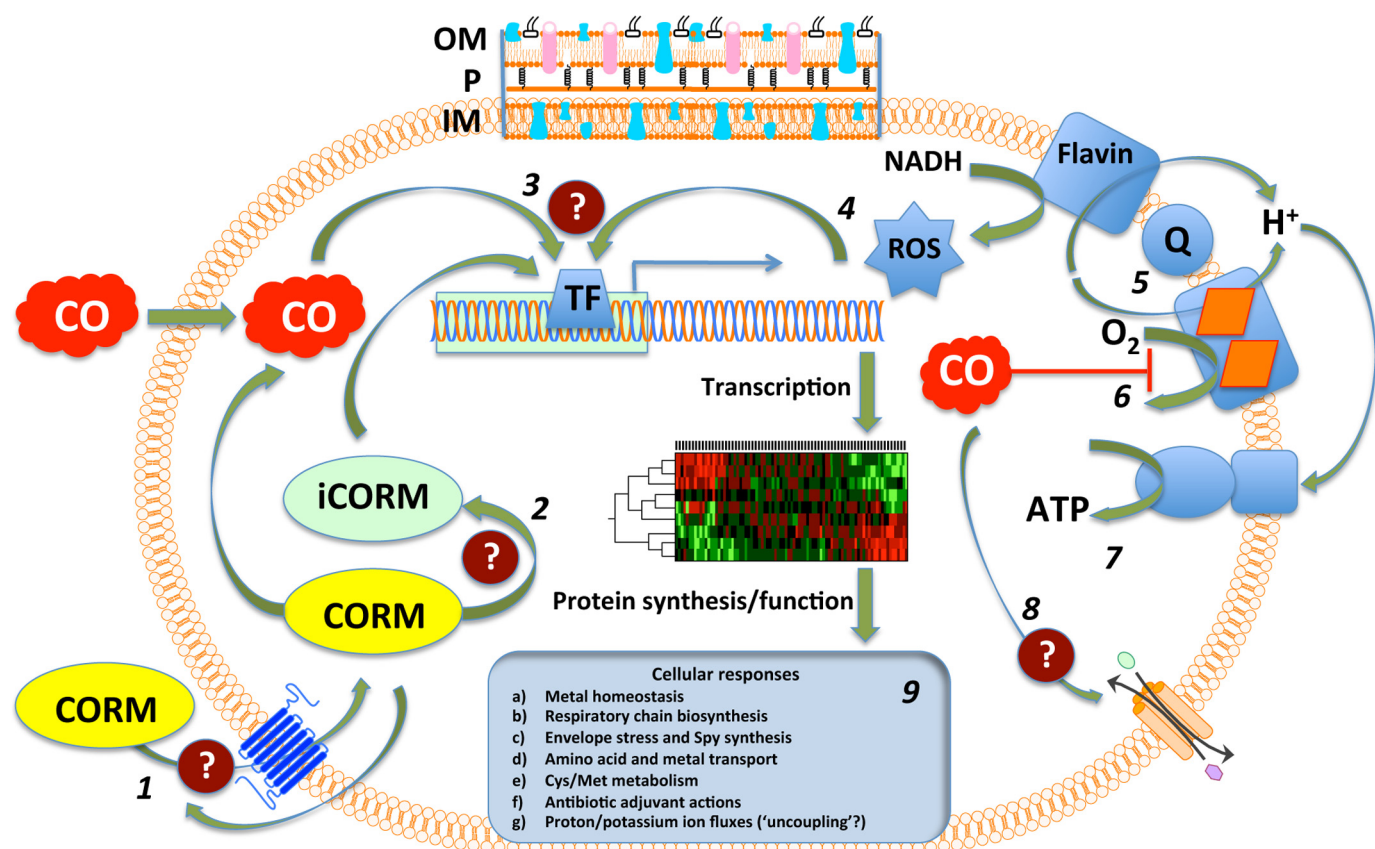 OM
P
IM
NADH
Flavin
3
?
4
ROS
Q
H+
5
CO
CO
TF
O2
CO
6
Transcription
iCORM
2
?
ATP
7
CORM
Protein synthesis/function
8
?
CORM
?
1
Cellular responses
9
a) Metal homeostasis
b) Respiratory chain biosynthesis
c) Envelope stress and Spy synthesis
d) Amino acid and metal transport
e) Cys/Met metabolism
f) Antibiotic adjuvant actions
g) Proton/potassium ion fluxes (‘uncoupling’?)